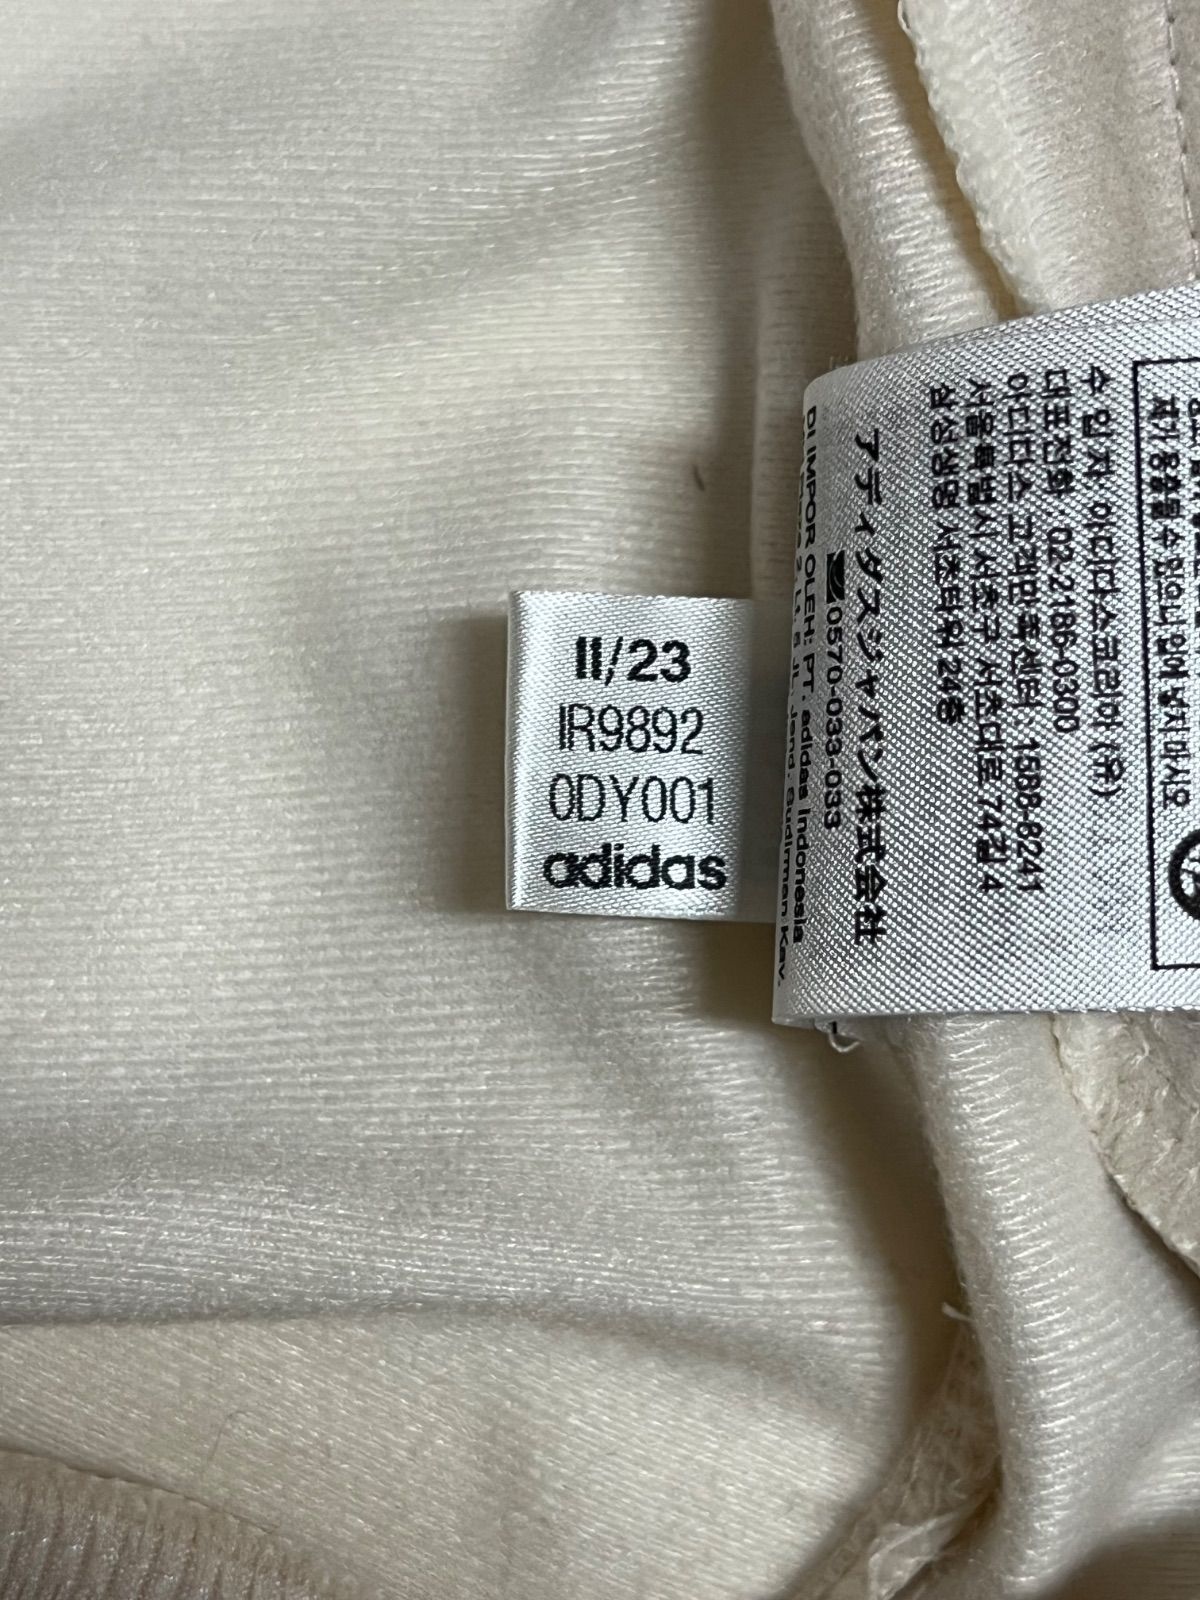 II/23
IR9892
0DY001
adidas
수 입자 아디다스코리아(유)
대표전화 : 02-2186-0300
아디다스 고객만족센터 : 1588-8241
서울특별시 서초구 서초대로 74길 4
삼성생명 서초타워 24층
アディダスジャパン株式会社
0570-033-033
DI IMPOR OLEH: PT. adidas Indonesia
Jl. Jend. Sudirman Kav.